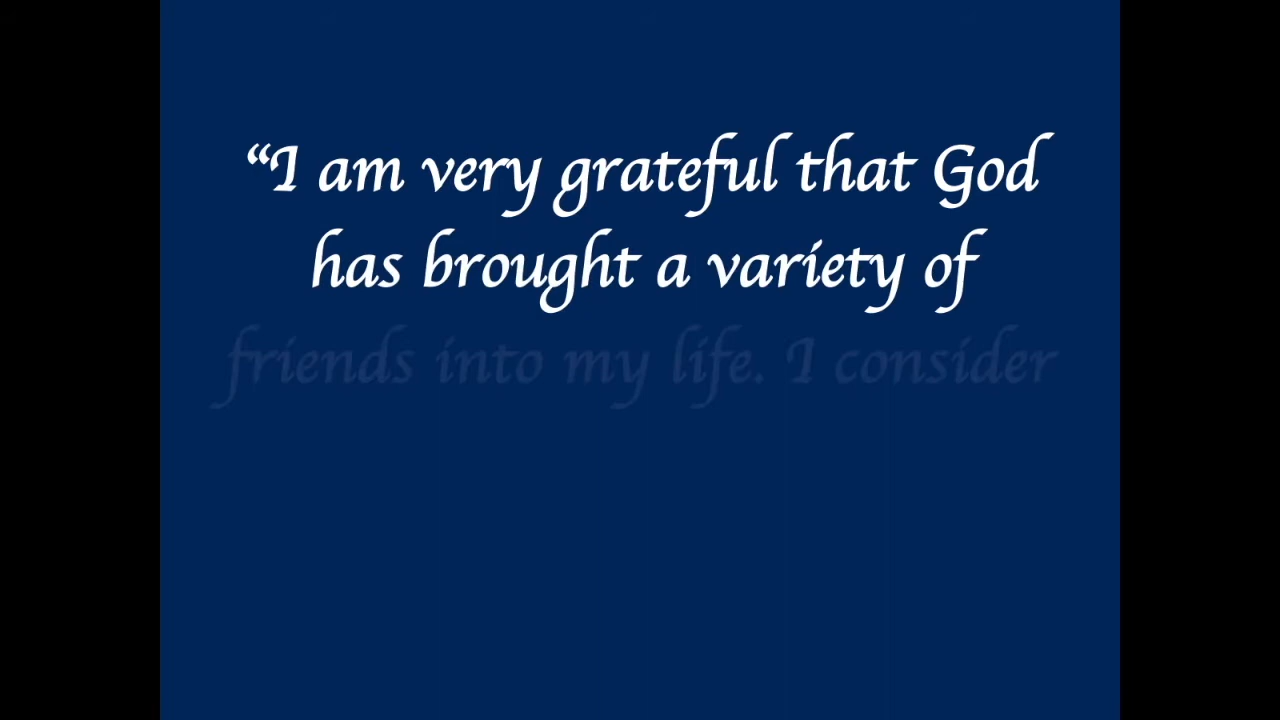 “I am very grateful that God
has brought a variety of
friends into my life. I consider